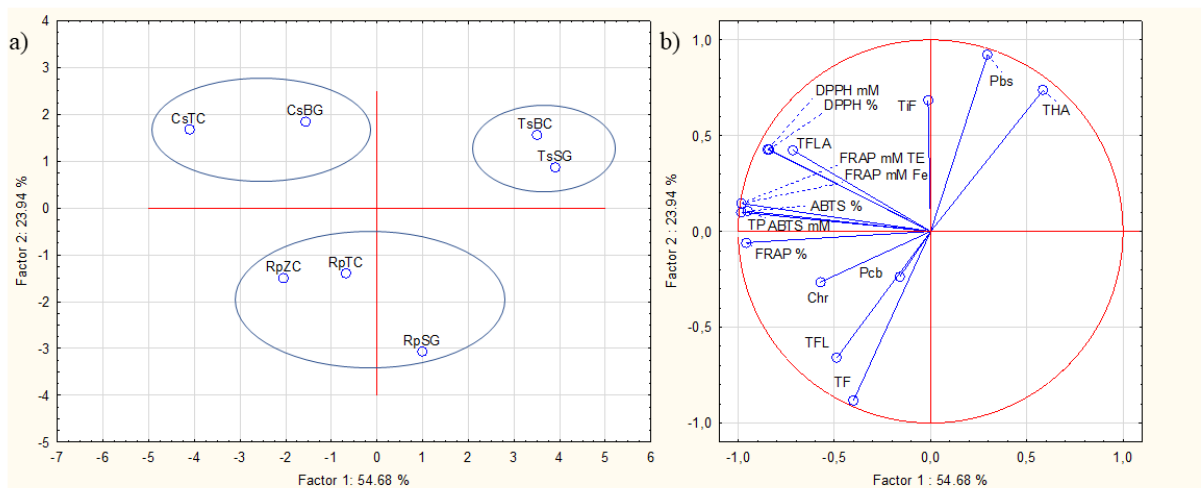 a)
4
3
2
1
0
-1
-2
-3
-4
-5
Factor 2: 23.94 %
CsTC
CsBG
TsBC
TsSG
RpZC
RpTC
RpSG
-7 -6 -5 -4 -3 -2 -1 0 1 2 3 4 5 6
Factor 1: 54.68 %
b)
1,0
0,5
0,0
-0,5
-1,0
Factor 2 : 23.94 %
Pbs
DPPH mM
DPPH %
TiF
THA
TFLA
FRAP mM TE
FRAP mM Fe
ABTS %
TP ABTS mM
FRAP %
Pcb
Chr
TFL
TF
-1,0 -0,5 0,0 0,5 1,0
Factor 1 : 54.68 %